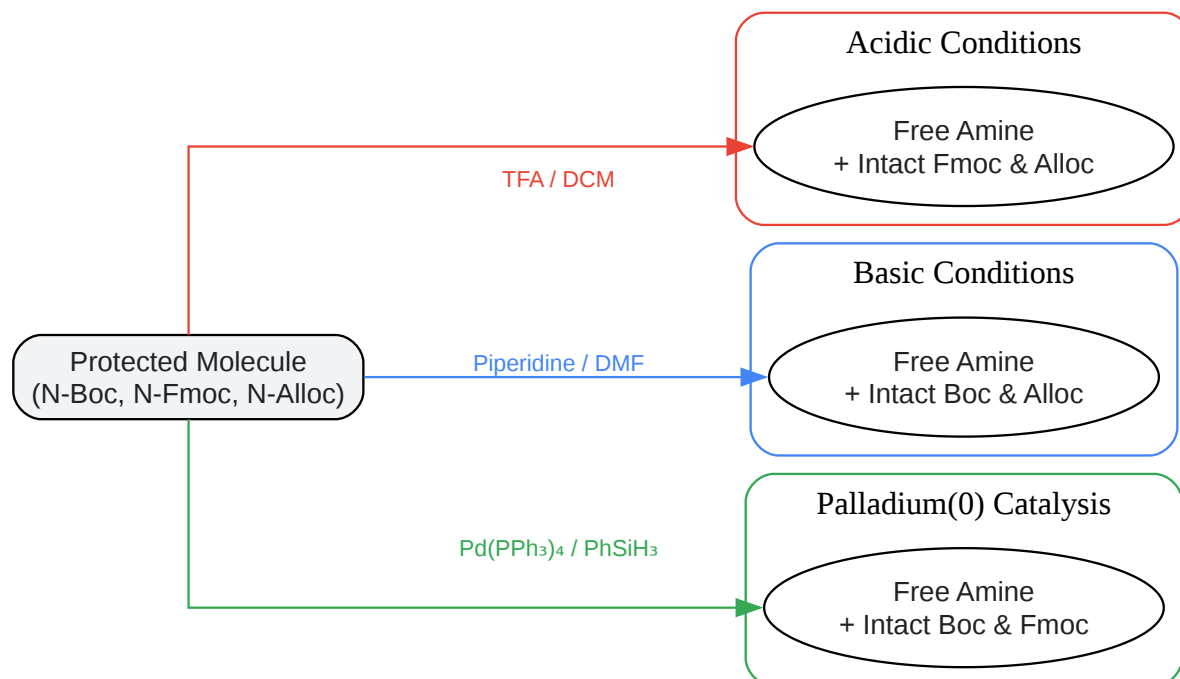 Acidic Conditions
Free Amine
+ Intact Fmoc & Alloc
TFA / DCM
Basic Conditions
Protected Molecule
(N-Boc, N-Fmoc, N-Alloc)
Piperidine / DMF
Free Amine
+ Intact Boc & Alloc
Palladium(0) Catalysis
Pd(PPh₃)₄ / PhSiH₃
Free Amine
+ Intact Boc & Fmoc